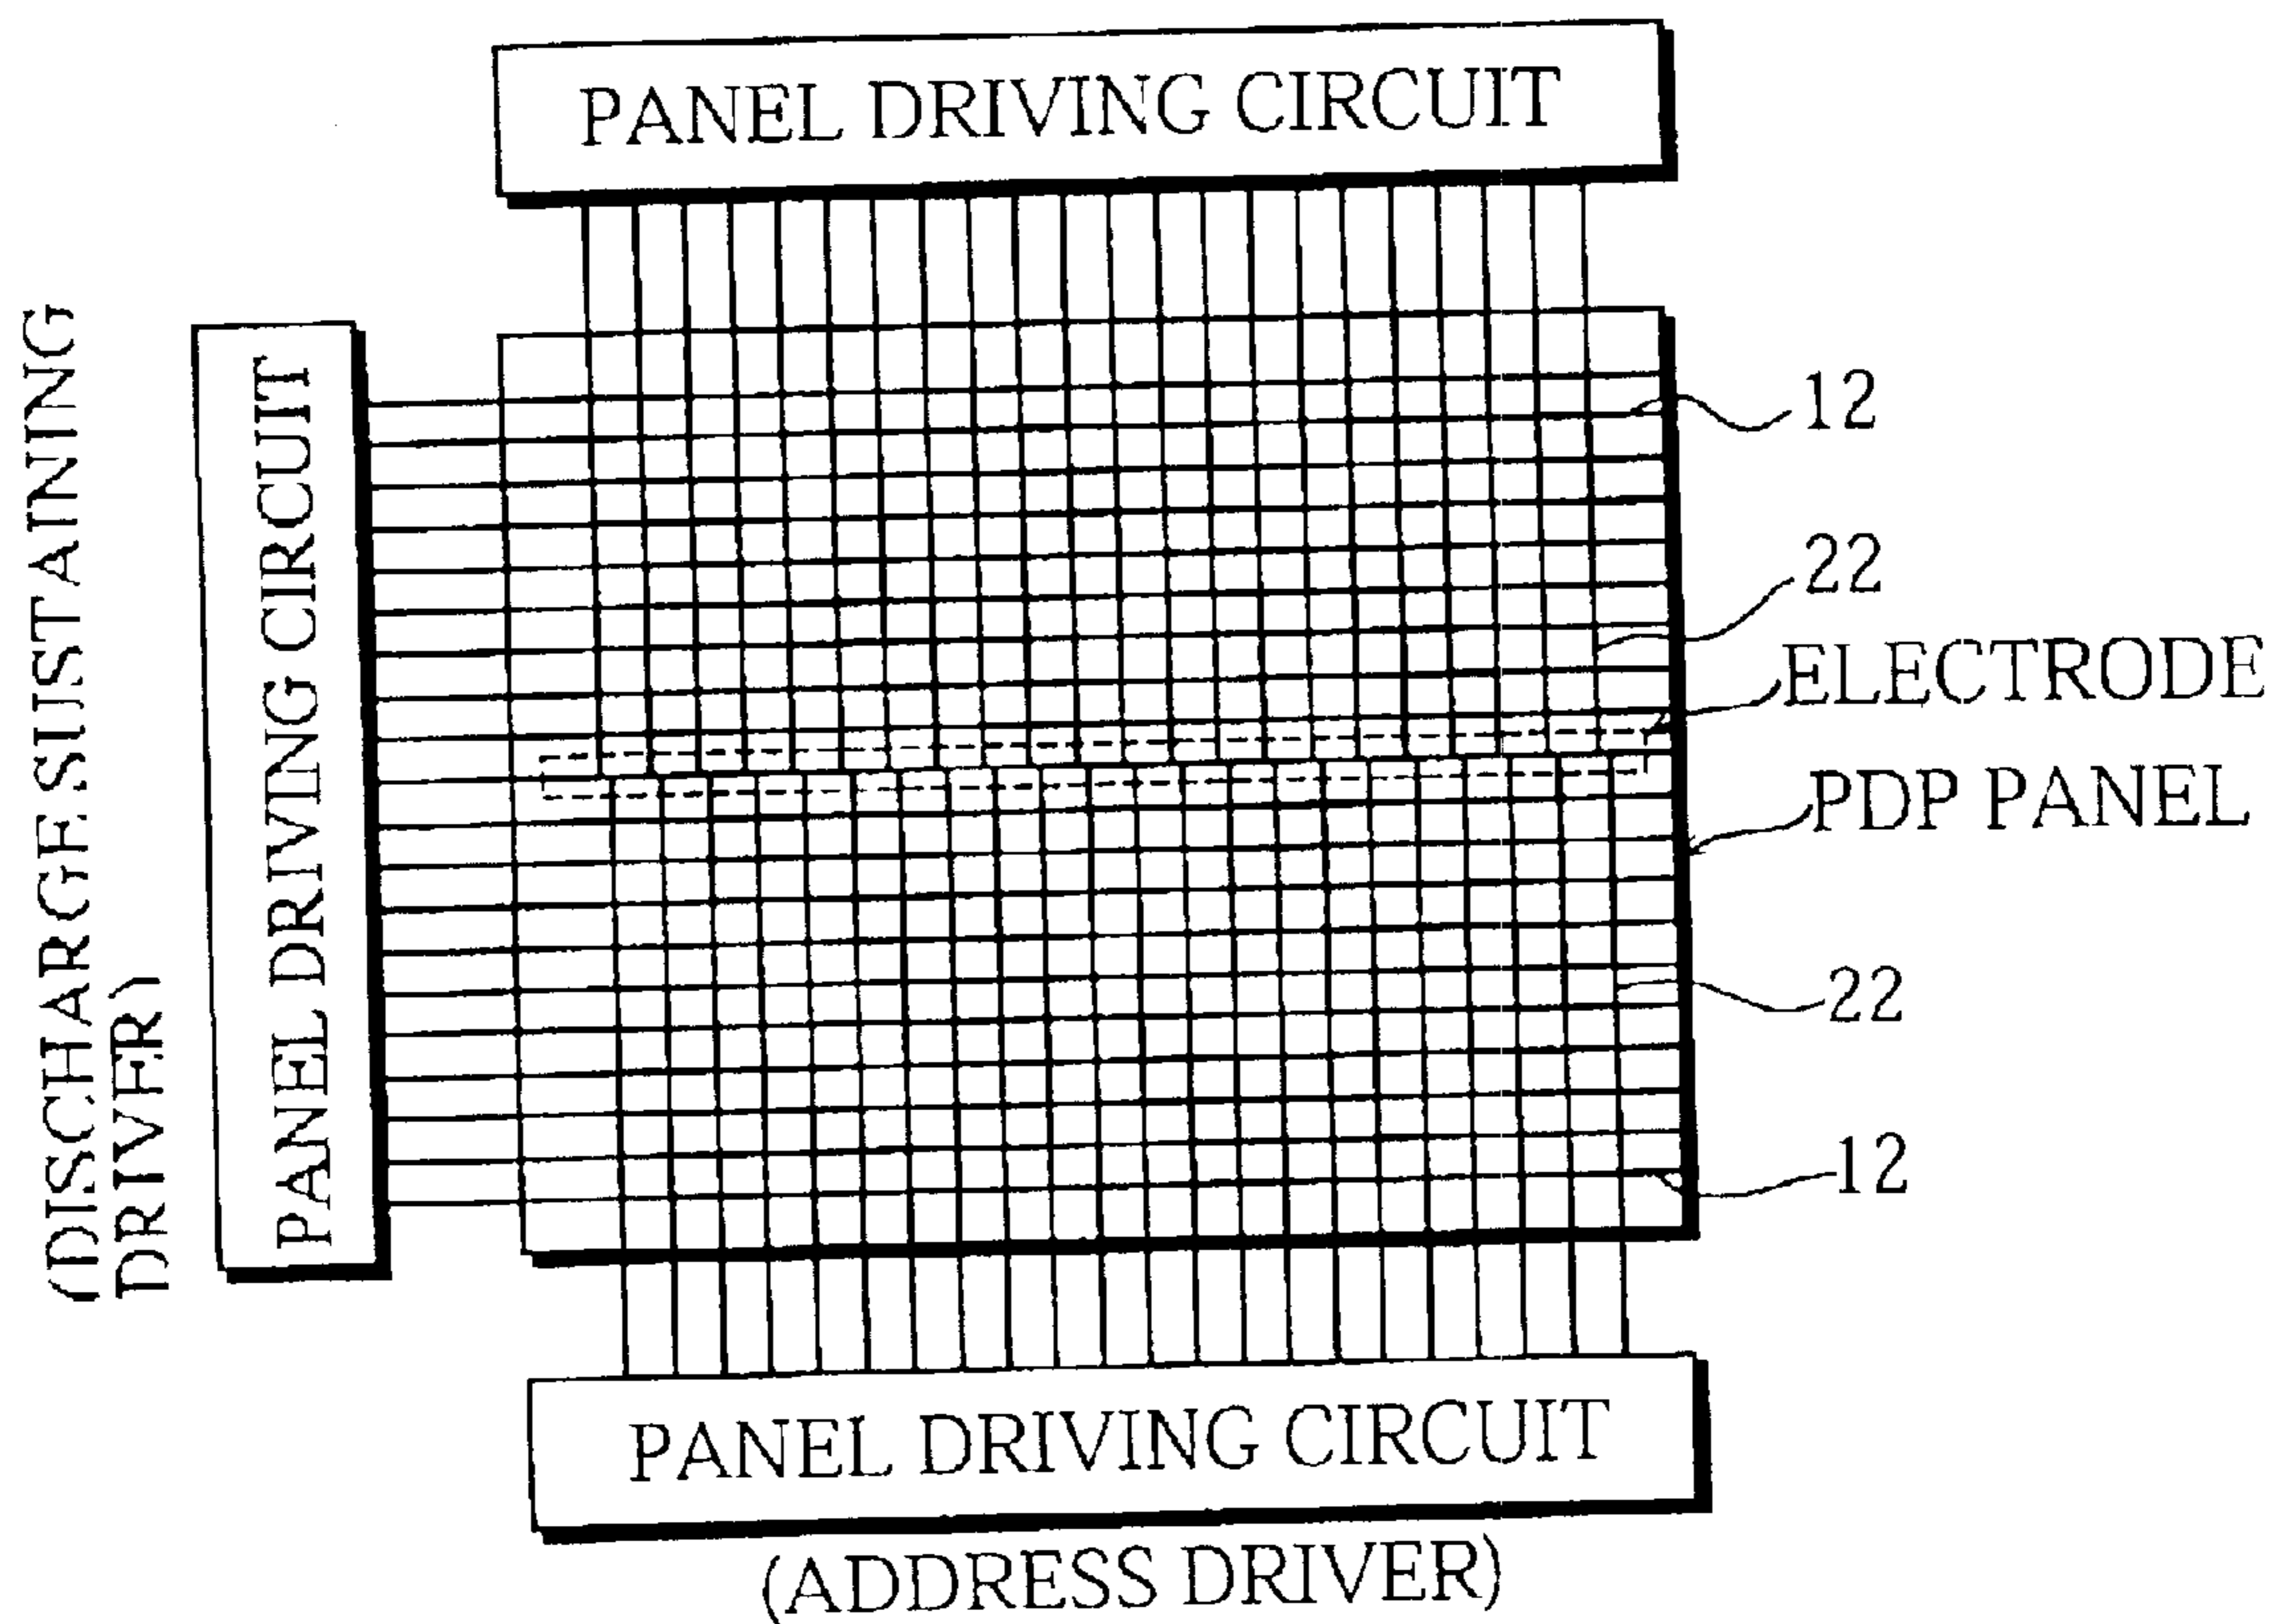 PANEL DRIVING CIRCUIT
(DISCHARGE SUSTAINING
DRIVER)
PANEL DRIVING CIRCUIT
12
22
ELECTRODE
PDP PANEL
22
12
PANEL DRIVING CIRCUIT
(ADDRESS DRIVER)